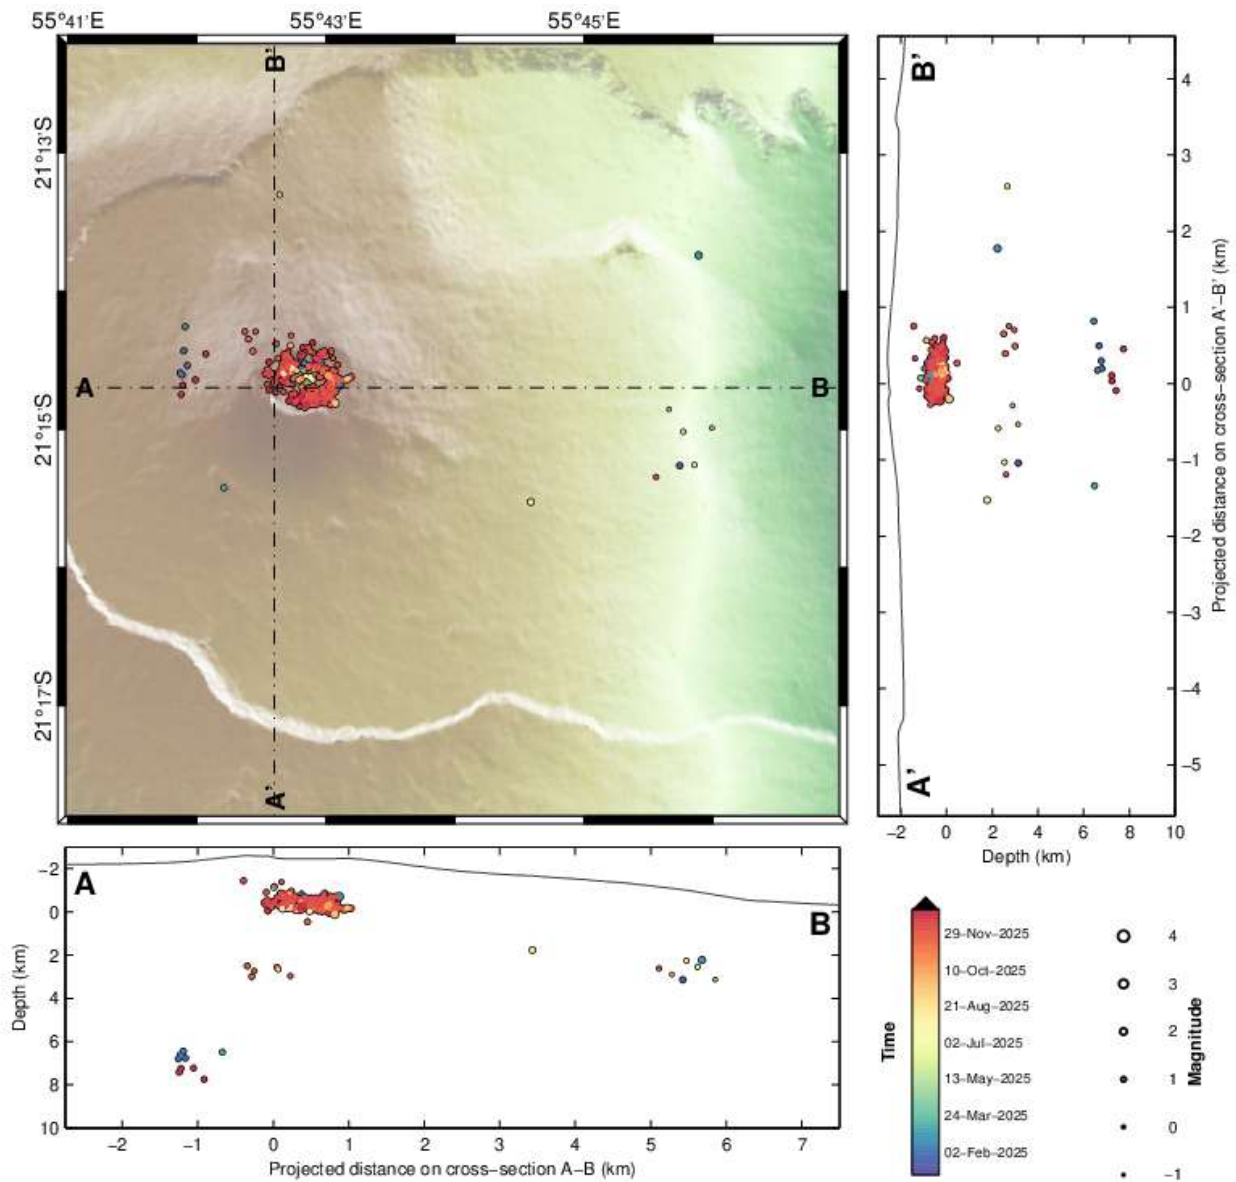 55°41'E 55°43'E 55°45'E
21°13'S
21°15'S
21°17'S
B'
A
B
A'
B'
A'
4
3
2
1
0
−1
−2
−3
−4
−5
Projected distance on cross−section A'−B' (km)
−2 0 2 4 6 8 10
Depth (km)
A
B
−2
0
2
4
6
8
10
Depth (km)
−2 −1 0 1 2 3 4 5 6 7
Projected distance on cross−section A−B (km)
Time
29−Nov−2025
10−Oct−2025
21−Aug−2025
02−Jul−2025
13−May−2025
24−Mar−2025
02−Feb−2025
4
3
2
1
0
−1
Magnitude